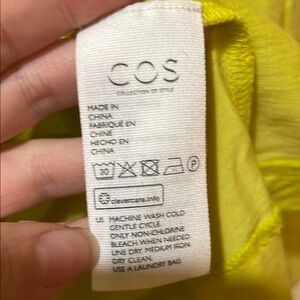 COS
COLLECTION OF STYLE
MADE IN
CHINA
FABRIQUÉ EN
CHINE
HECHO EN
CHINA
30 P
clevercare.info
US MACHINE WASH COLD
GENTLE CYCLE.
ONLY NON-CHLORINE
BLEACH WHEN NEEDED
LINE DRY. MEDIUM IRON.
DRY CLEAN.
USE A LAUNDRY BAG